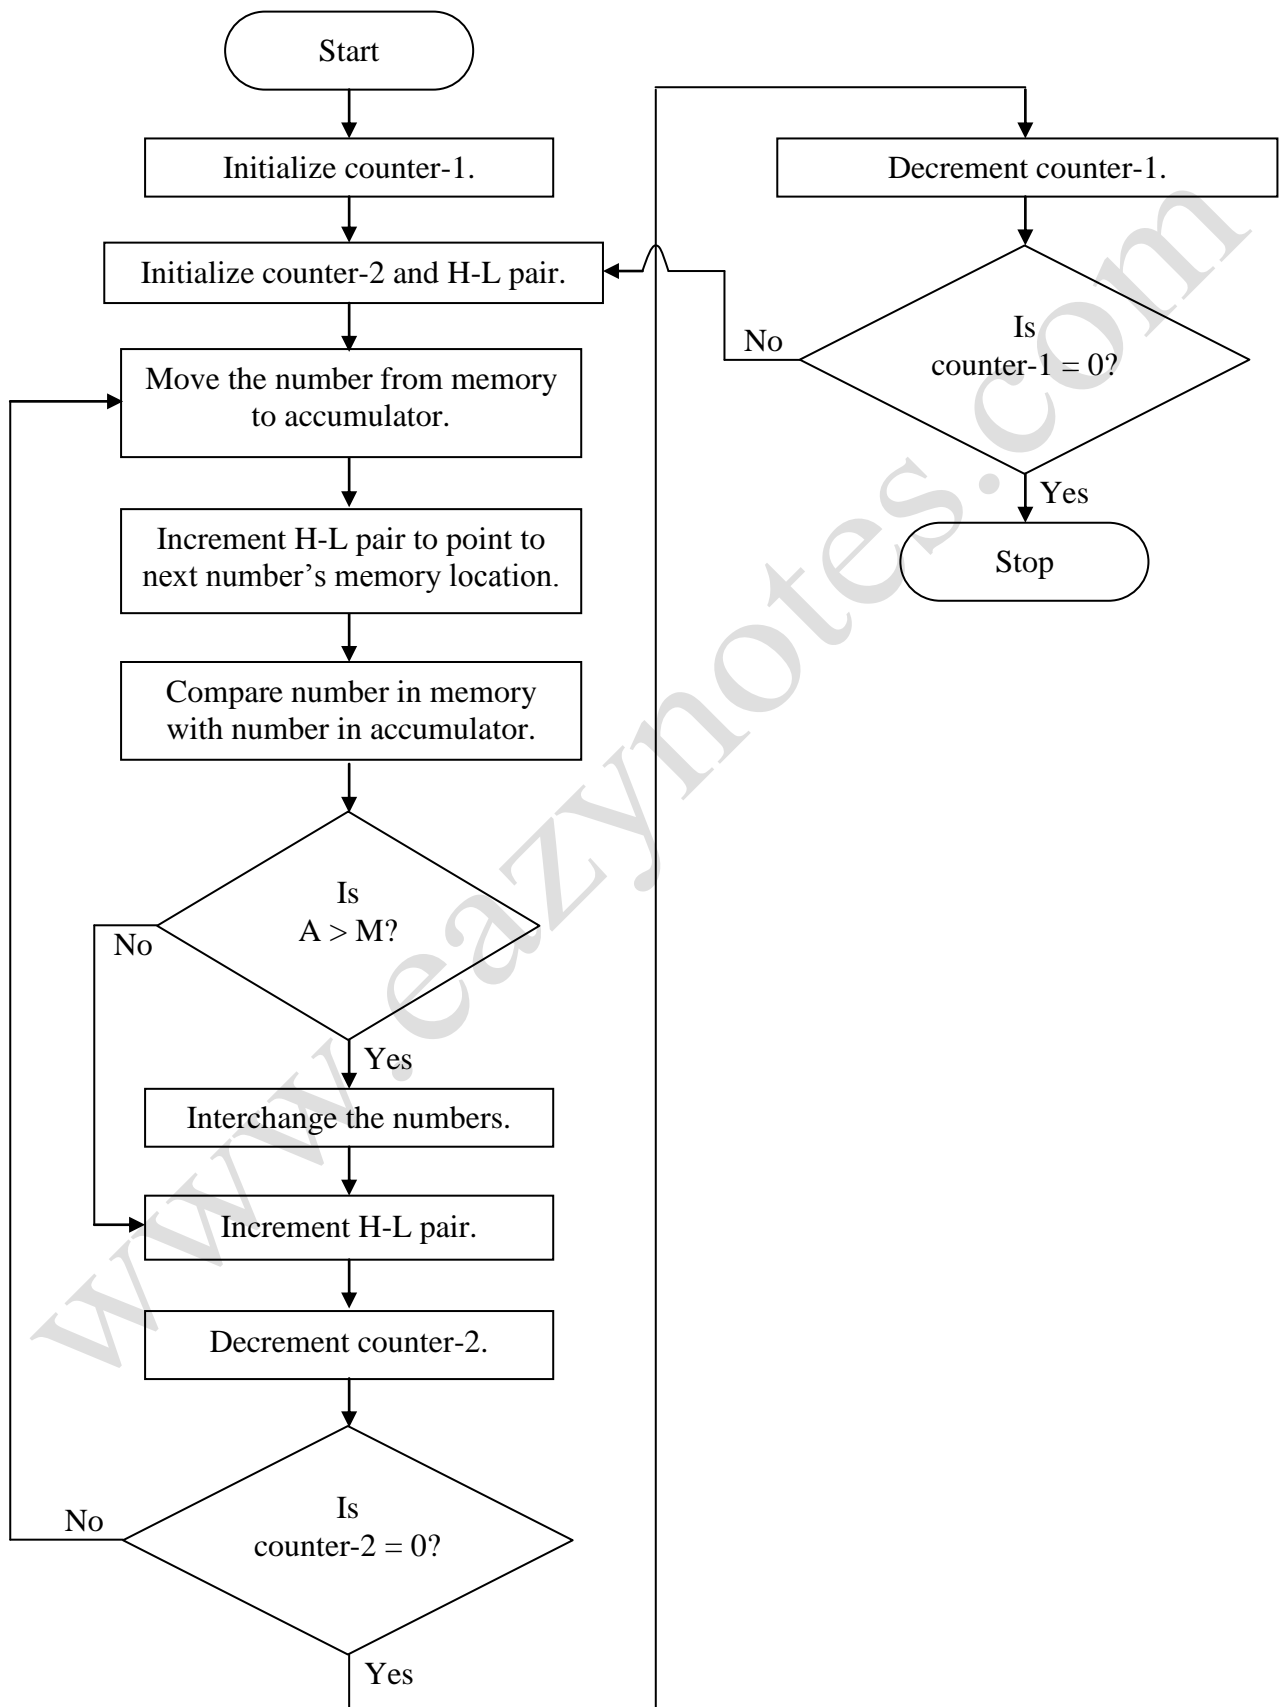 Start
Initialize counter-1.
Initialize counter-2 and H-L pair.
Move the number from memory
to accumulator.
Increment H-L pair to point to
next number’s memory location.
Compare number in memory
with number in accumulator.
Is
A > M?
No
Yes
Interchange the numbers.
Increment H-L pair.
Decrement counter-2.
Is
counter-2 = 0?
No
Yes
Decrement counter-1.
Is
counter-1 = 0?
No
Yes
Stop
www.eazynotes.com